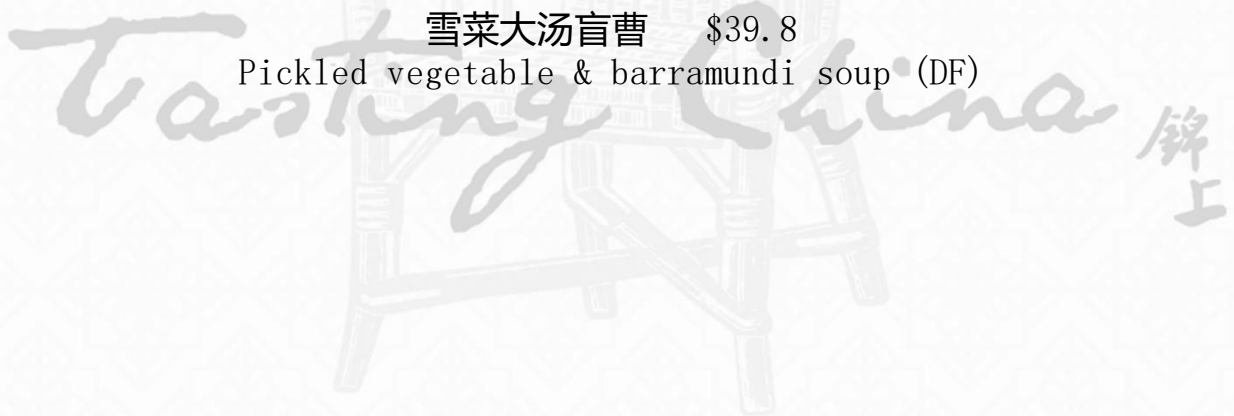 雪菜大汤盲曹 $39.8
Pickled vegetable & barramundi soup (DF)
Tasting China 錦上